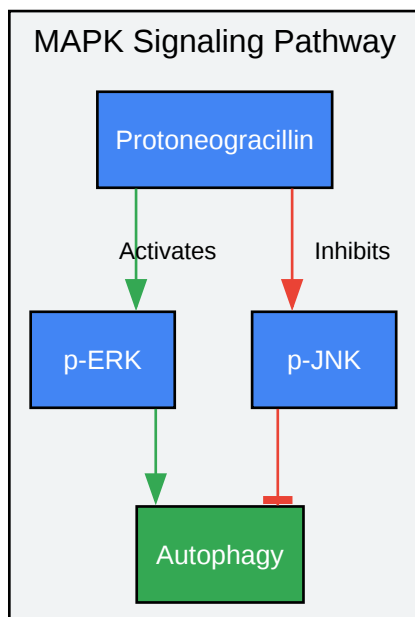 MAPK Signaling Pathway
Protoneogracillin
Activates
Inhibits
p-ERK
p-JNK
Autophagy